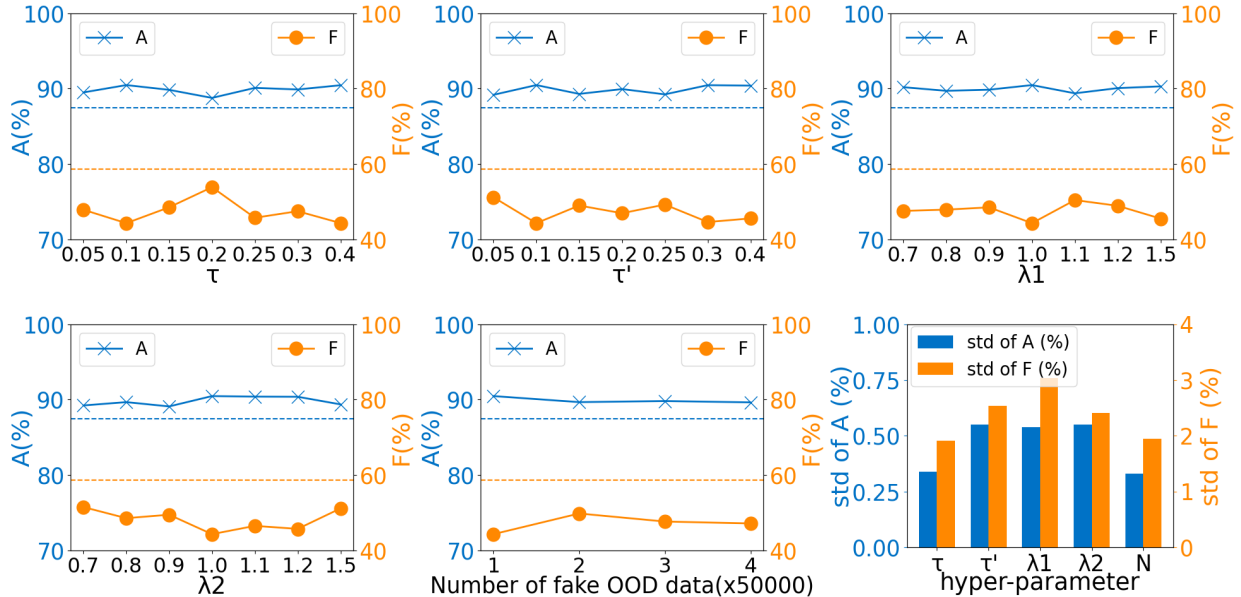 100
90
80
70
A(%)
A
F
100
80
60
40
F(%)
0.05 0.1 0.15 0.2 0.25 0.3 0.4
τ
100
90
80
70
A(%)
A
F
100
80
60
40
F(%)
0.05 0.1 0.15 0.2 0.25 0.3 0.4
τ'
100
90
80
70
A(%)
A
F
100
80
60
40
F(%)
0.7 0.8 0.9 1.0 1.1 1.2 1.5
λ1
100
90
80
70
A(%)
A
F
100
80
60
40
F(%)
0.7 0.8 0.9 1.0 1.1 1.2 1.5
λ2
100
90
80
70
A(%)
A
F
100
80
60
40
F(%)
1 2 3 4
Number of fake OOD data(x50000)
1.00
0.75
0.50
0.25
0.00
std of A (%)
std of A (%)
std of F (%)
4
3
2
1
0
std of F (%)
τ τ' λ1 λ2 N
hyper-parameter